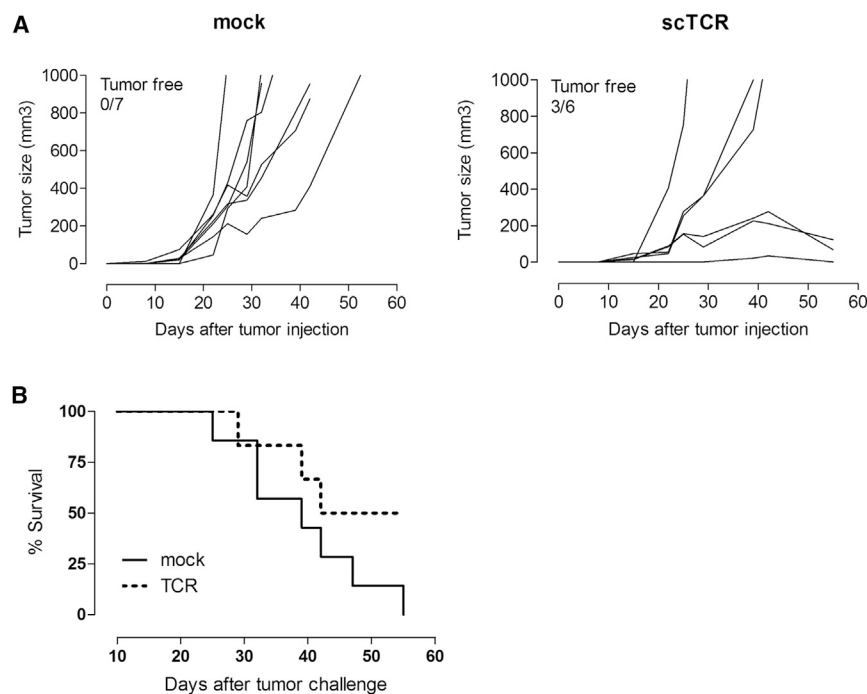 A
mock
scTCR
Tumor free
0/7
Tumor size (mm3)
1000
800
600
400
200
0
0 10 20 30 40 50 60
Days after tumor injection
Tumor free
3/6
Tumor size (mm3)
1000
800
600
400
200
0
0 10 20 30 40 50 60
Days after tumor injection
B
% Survival
100
75
50
25
0
mock
TCR
10 20 30 40 50 60
Days after tumor challenge